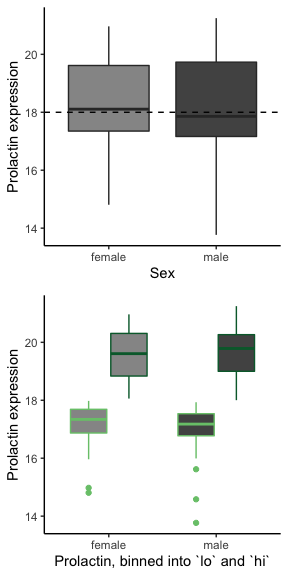 Prolactin expression
20
18
16
14
female male
Sex
Prolactin expression
20
18
16
14
female male
Prolactin, binned into `lo` and `hi`